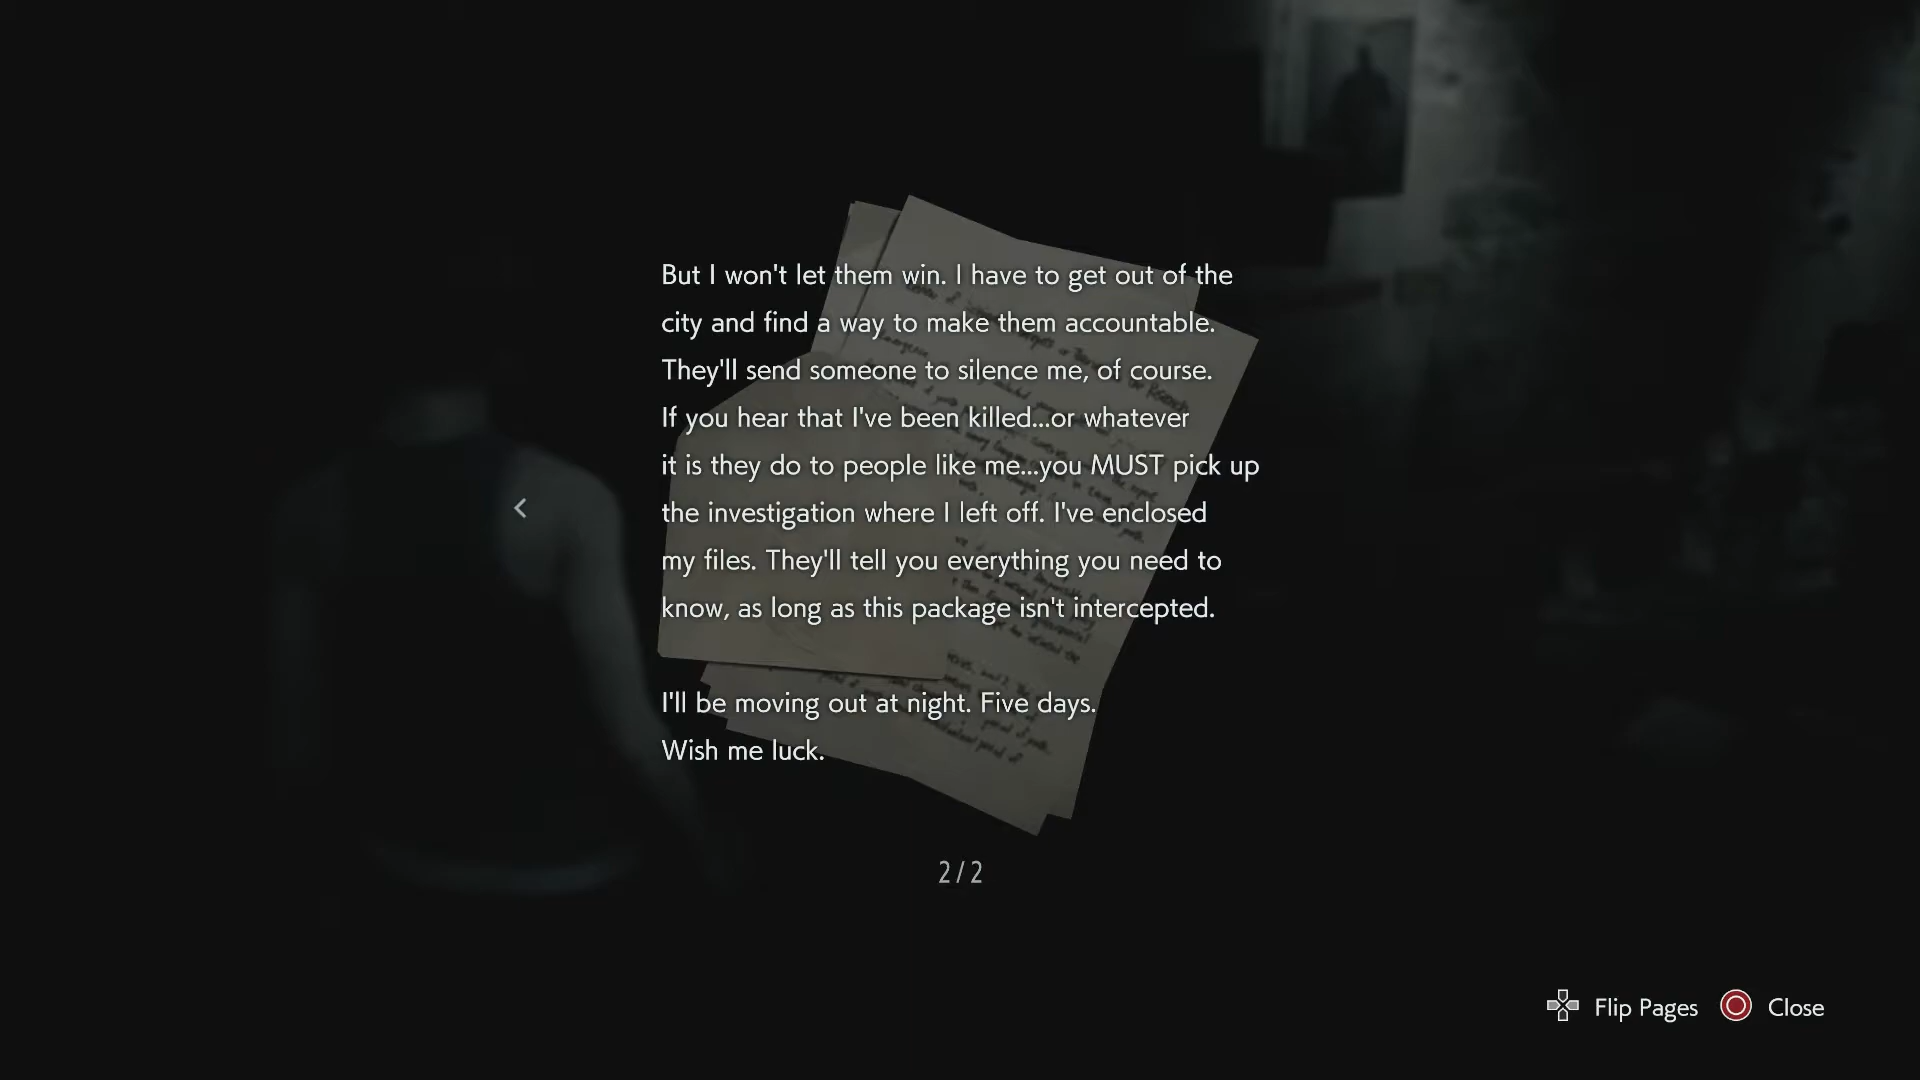 But I won't let them win. I have to get out of the
city and find a way to make them accountable.
They'll send someone to silence me, of course.
If you hear that I've been killed...or whatever
it is they do to people like me...you MUST pick up
the investigation where I left off. I've enclosed
my files. They'll tell you everything you need to
know, as long as this package isn't intercepted.
I'll be moving out at night. Five days.
Wish me luck.
2 / 2
Flip Pages
Close